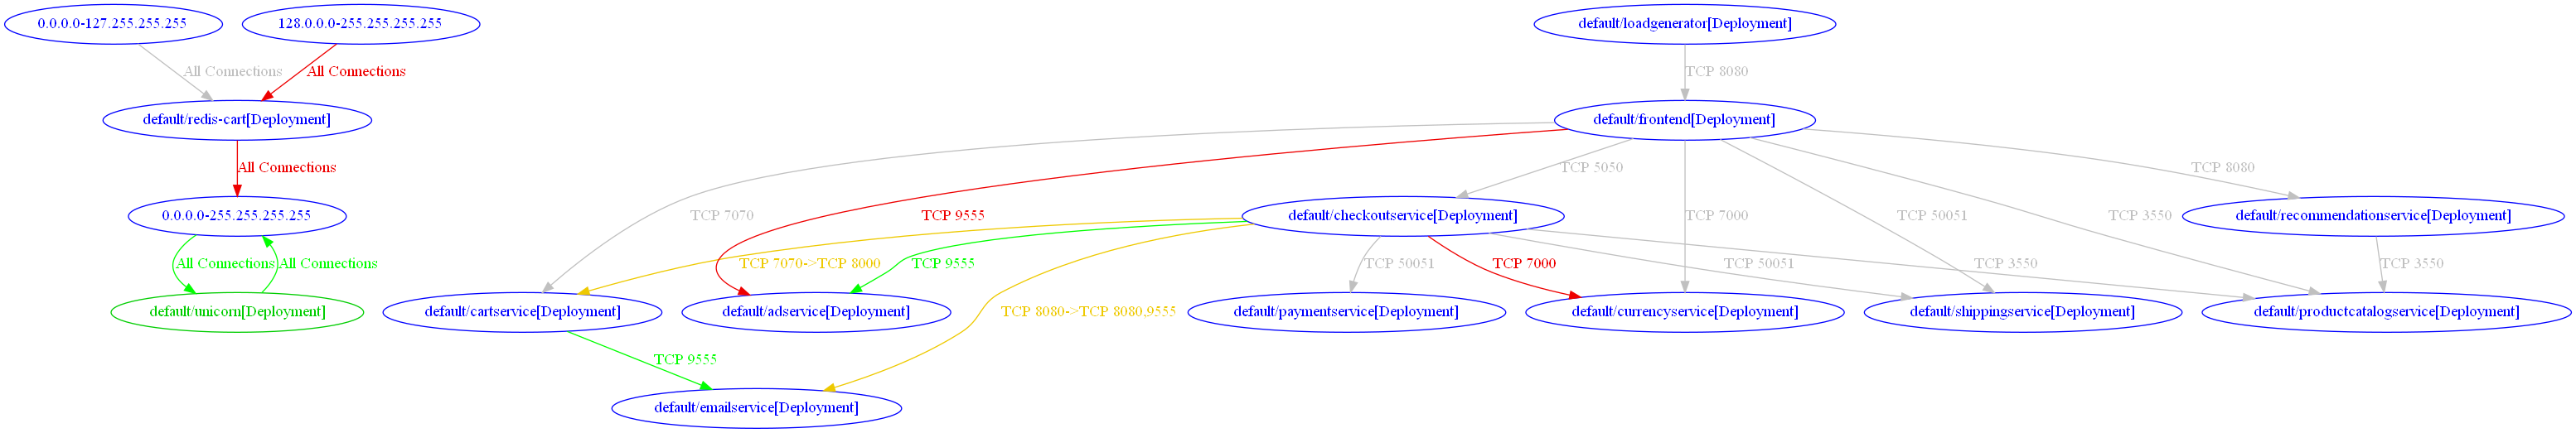 0.0.0.0-127.255.255.255
128.0.0.0-255.255.255.255
default/loadgenerator[Deployment]
All Connections
All Connections
TCP 8080
default/redis-cart[Deployment]
default/frontend[Deployment]
All Connections
TCP 5050
TCP 8080
0.0.0.0-255.255.255.255
TCP 7070
TCP 9555
default/checkoutservice[Deployment]
TCP 7000
TCP 50051
TCP 3550
default/recommendationservice[Deployment]
All Connections
All Connections
TCP 7070->TCP 8000
TCP 9555
TCP 50051
TCP 7000
TCP 50051
TCP 3550
TCP 3550
default/unicorn[Deployment]
default/cartservice[Deployment]
default/adservice[Deployment]
TCP 8080->TCP 8080,9555
default/paymentservice[Deployment]
default/currencyservice[Deployment]
default/shippingservice[Deployment]
default/productcatalogservice[Deployment]
TCP 9555
default/emailservice[Deployment]